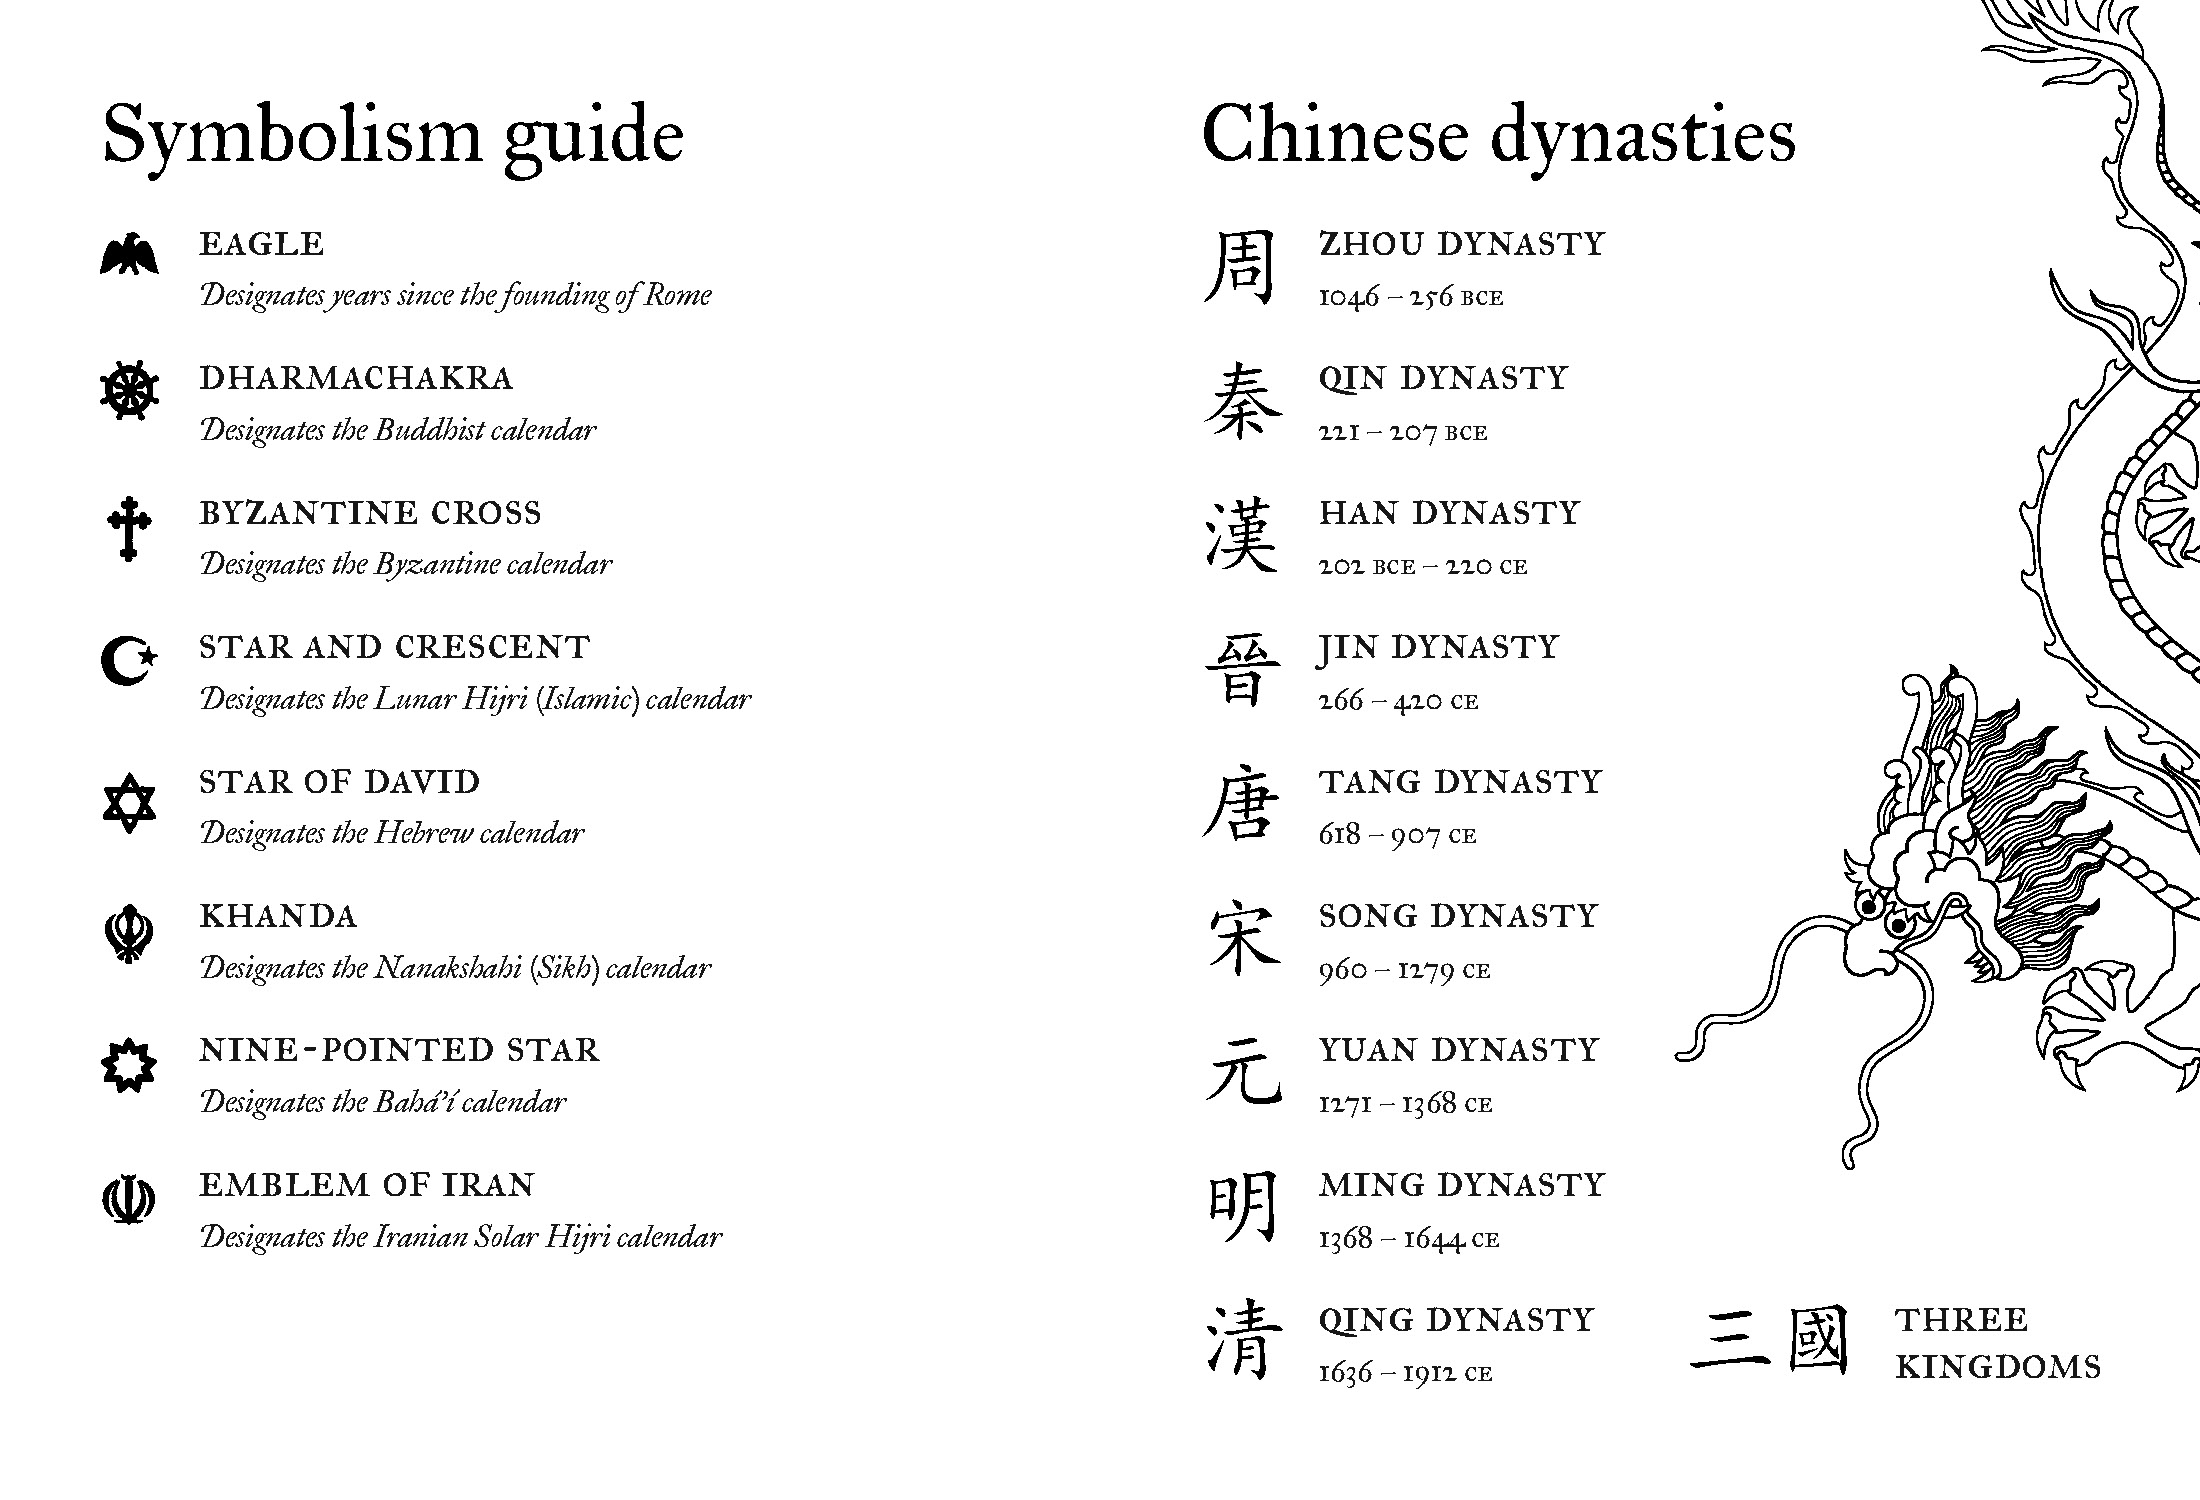 Symbolism guide
EAGLE
Designates years since the founding of Rome
DHARMACHAKRA
Designates the Buddhist calendar
BYZANTINE CROSS
Designates the Byzantine calendar
STAR AND CRESCENT
Designates the Lunar Hijri (Islamic) calendar
STAR OF DAVID
Designates the Hebrew calendar
KHANDA
Designates the Nanakshahi (Sikh) calendar
NINE-POINTED STAR
Designates the Bahá’í calendar
EMBLEM OF IRAN
Designates the Iranian Solar Hijri calendar
Chinese dynasties
周 ZHOU DYNASTY
1046 – 256 BCE
秦 QIN DYNASTY
221 – 207 BCE
漢 HAN DYNASTY
202 BCE – 220 CE
晉 JIN DYNASTY
266 – 420 CE
唐 TANG DYNASTY
618 – 907 CE
宋 SONG DYNASTY
960 – 1279 CE
元 YUAN DYNASTY
1271 – 1368 CE
明 MING DYNASTY
1368 – 1644 CE
清 QING DYNASTY
1636 – 1912 CE
三國 THREE
KINGDOMS